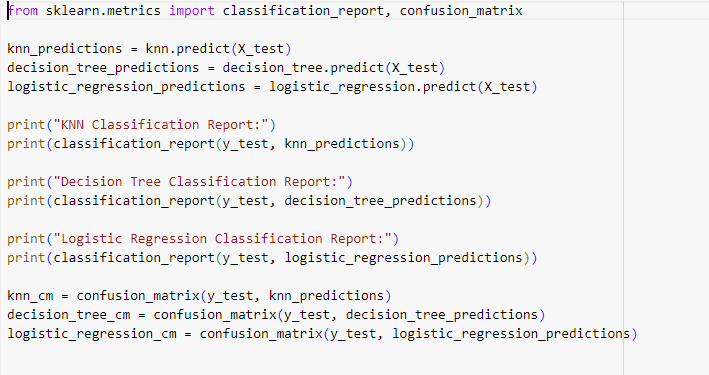 from sklearn.metrics import classification_report, confusion_matrix
knn_predictions = knn.predict(X_test)
decision_tree_predictions = decision_tree.predict(X_test)
logistic_regression_predictions = logistic_regression.predict(X_test)
print("KNN Classification Report:")
print(classification_report(y_test, knn_predictions))
print("Decision Tree Classification Report:")
print(classification_report(y_test, decision_tree_predictions))
print("Logistic Regression Classification Report:")
print(classification_report(y_test, logistic_regression_predictions))
knn_cm = confusion_matrix(y_test, knn_predictions)
decision_tree_cm = confusion_matrix(y_test, decision_tree_predictions)
logistic_regression_cm = confusion_matrix(y_test, logistic_regression_predictions)